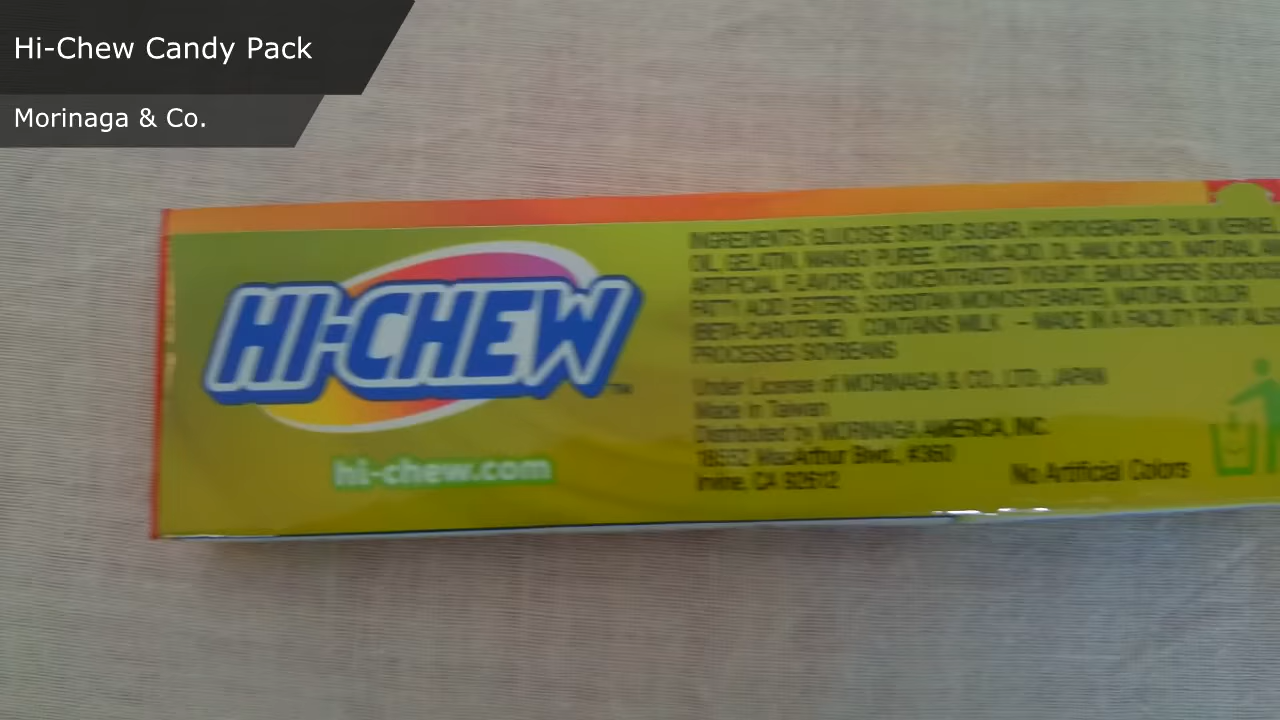 Hi-Chew Candy Pack
Morinaga & Co.
HI-CHEW™
hi-chew.com
INGREDIENTS: GLUCOSE SYRUP, SUGAR, HYDROGENATED PALM KERNEL
OIL, GELATIN, MANGO PUREE, CITRIC ACID, DL-MALIC ACID, NATURAL
ARTIFICIAL FLAVORS, CONCENTRATED YOGURT, EMULSIFIERS,
FATTY ACID ESTERS, SORBITAN MONOSTEARATE, NATURAL COLOR
(BETA-CAROTENE) CONTAINS MILK – MADE IN A FACILITY THAT ALSO
PROCESSES SOYBEANS
Under License of MORINAGA & CO., LTD., JAPAN
Made in Taiwan
Distributed by MORINAGA AMERICA, INC.
18552 MacArthur Blvd., #360
Irvine, CA 92612
No Artificial Colors